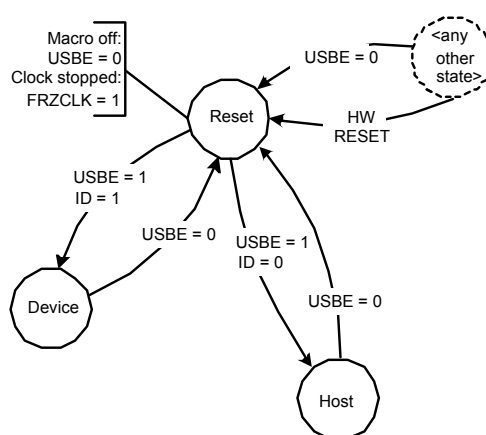 Macro off:
USBE = 0
Clock stopped:
FRZCLK = 1
USBE = 0
<any
other
state>
Reset
HW
RESET
USBE = 1
ID = 1
USBE = 0
USBE = 1
ID = 0
USBE = 0
Device
Host